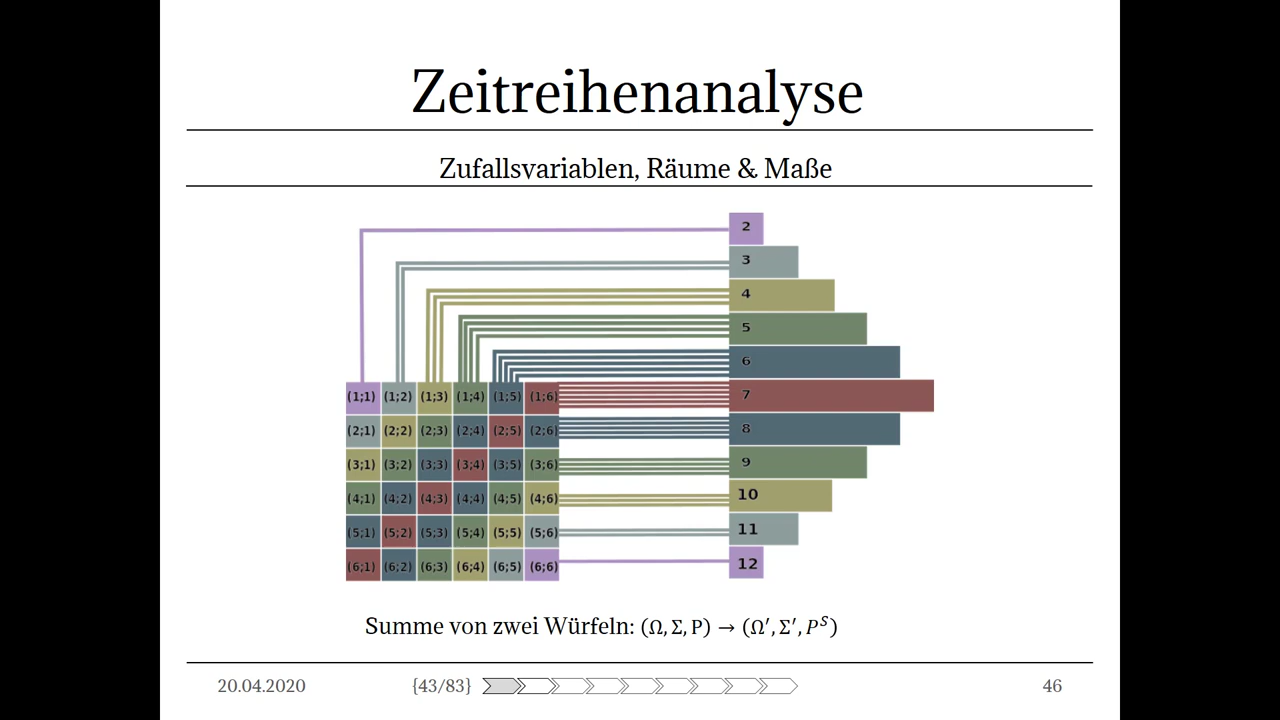 Zeitreihenanalyse
Zufallsvariablen, Räume & Maße
2
3
4
5
6
(1;1) (1;2) (1;3) (1;4) (1;5) (1;6) 7
(2;1) (2;2) (2;3) (2;4) (2;5) (2;6) 8
(3;1) (3;2) (3;3) (3;4) (3;5) (3;6) 9
(4;1) (4;2) (4;3) (4;4) (4;5) (4;6) 10
(5;1) (5;2) (5;3) (5;4) (5;5) (5;6) 11
(6;1) (6;2) (6;3) (6;4) (6;5) (6;6) 12
Summe von zwei Würfeln: (Ω, Σ, P) → (Ω′, Σ′, Pˢ)
20.04.2020 {43/83} 46